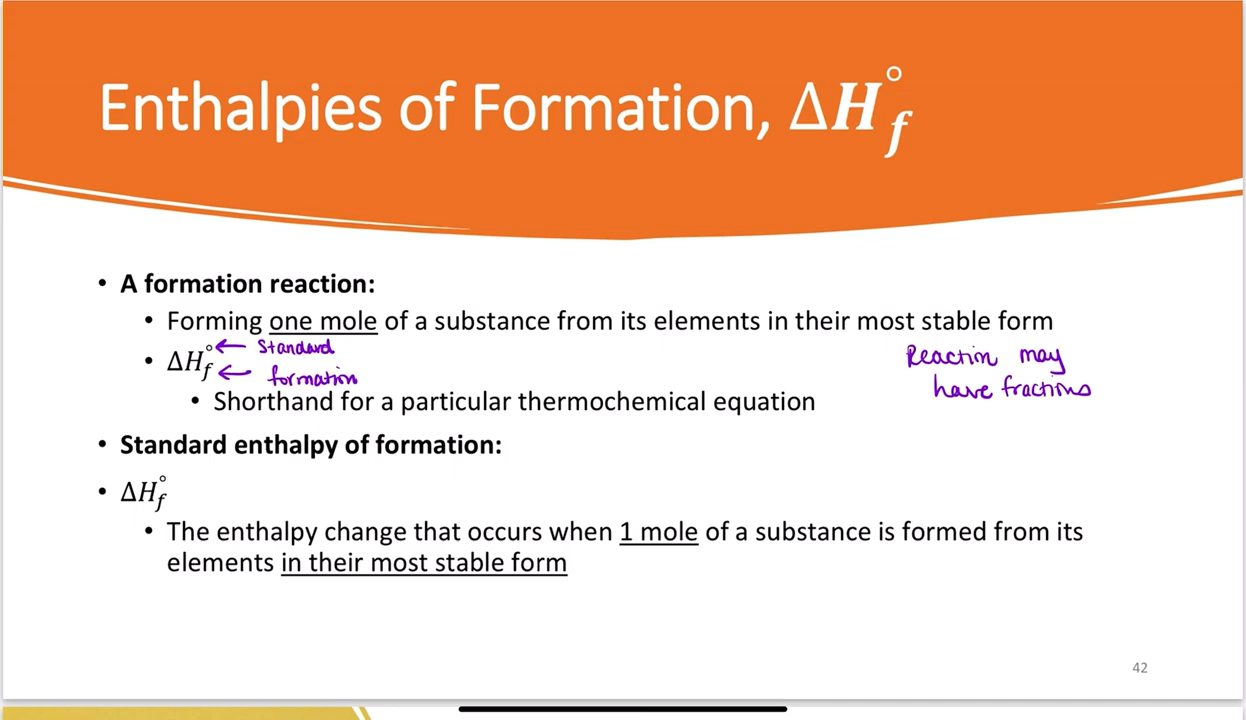 Enthalpies of Formation, ΔH°f
• A formation reaction:
• Forming one mole of a substance from its elements in their most stable form
• ΔH°f ← Standard
← formation
Reaction may
have fractions
• Shorthand for a particular thermochemical equation
• Standard enthalpy of formation:
• ΔH°f
• The enthalpy change that occurs when 1 mole of a substance is formed from its
elements in their most stable form
42